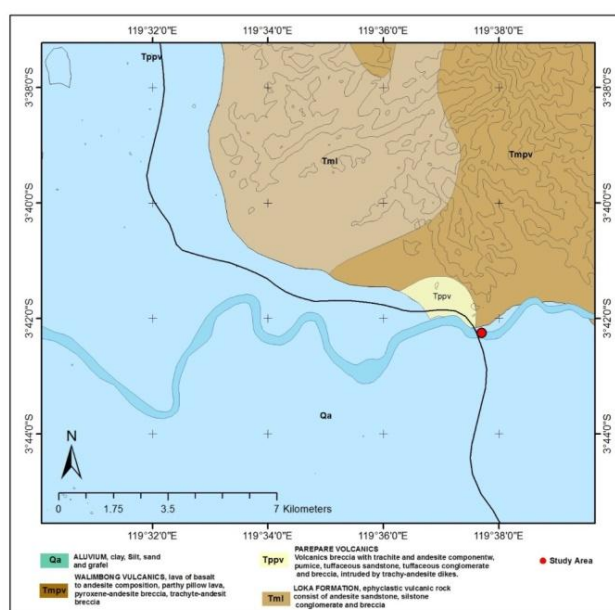 119°32'0"E 119°34'0"E 119°36'0"E 119°38'0"E
Tppv
3°38'0"S 3°38'0"S
Tml Tmpv
3°40'0"S 3°40'0"S
Tppv
3°42'0"S 3°42'0"S
Qa
3°44'0"S 3°44'0"S
N
0 1.75 3.5 7 Kilometers
119°32'0"E 119°34'0"E 119°36'0"E 119°38'0"E
Qa ALUVIUM, clay, Silt, sand
and grafel
Tmpv WALIMBONG VULCANICS, lava of basalt
to andesite composition, parthy pillow lava,
pyroxene-andesite breccia, trachyte-andesit
breccia
Tppv PAREPARE VOLCANICS
Volcanics breccia with trachite and andesite componentw,
pumice, tuffaceous sandstone, tuffaceous conglomerate
and breccia, intruded by trachy-andesite dikes.
Tml LOKA FORMATION, ephyclastic vulcanic rock
consist of andesite sandstone, silstone
conglomerate and breccia
Study Area